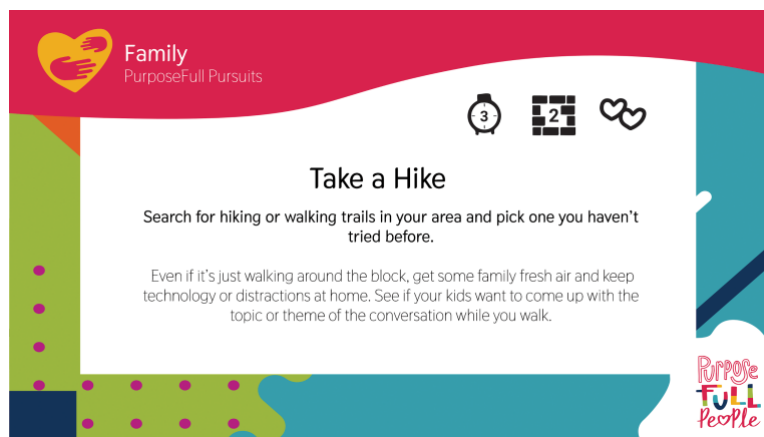 Family
PurposeFull Pursuits
3
2
Take a Hike
Search for hiking or walking trails in your area and pick one you haven't
tried before.
Even if it's just walking around the block, get some family fresh air and keep
technology or distractions at home. See if your kids want to come up with the
topic or theme of the conversation while you walk.
Purpose
FULL
People